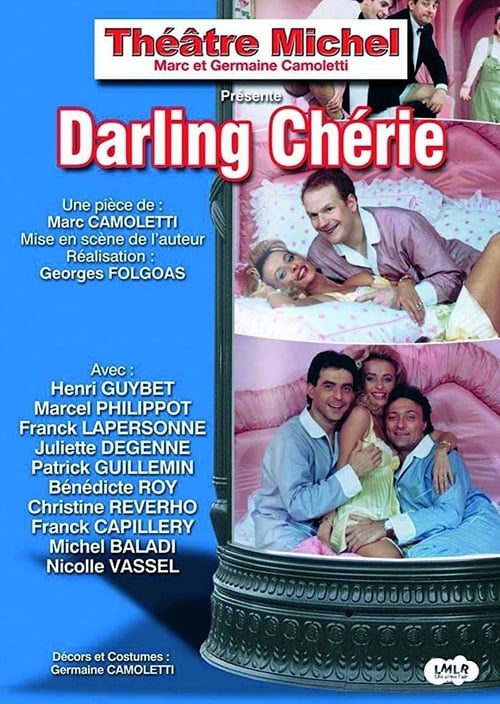 Théâtre Michel
Marc et Germaine Camoletti
Présente
Darling Chérie
Une pièce de :
Marc CAMOLETTI
Mise en scène de l'auteur
Réalisation :
Georges FOLGOAS
Avec :
Henri GUYBET
Marcel PHILIPPOT
Franck LAPERSONNE
Juliette DEGENNE
Patrick GUILLEMIN
Bénédicte ROY
Christine REVERHO
Franck CAPILLERY
Michel BALADI
Nicolle VASSEL
Décors et Costumes :
Germaine CAMOLETTI
LMLR